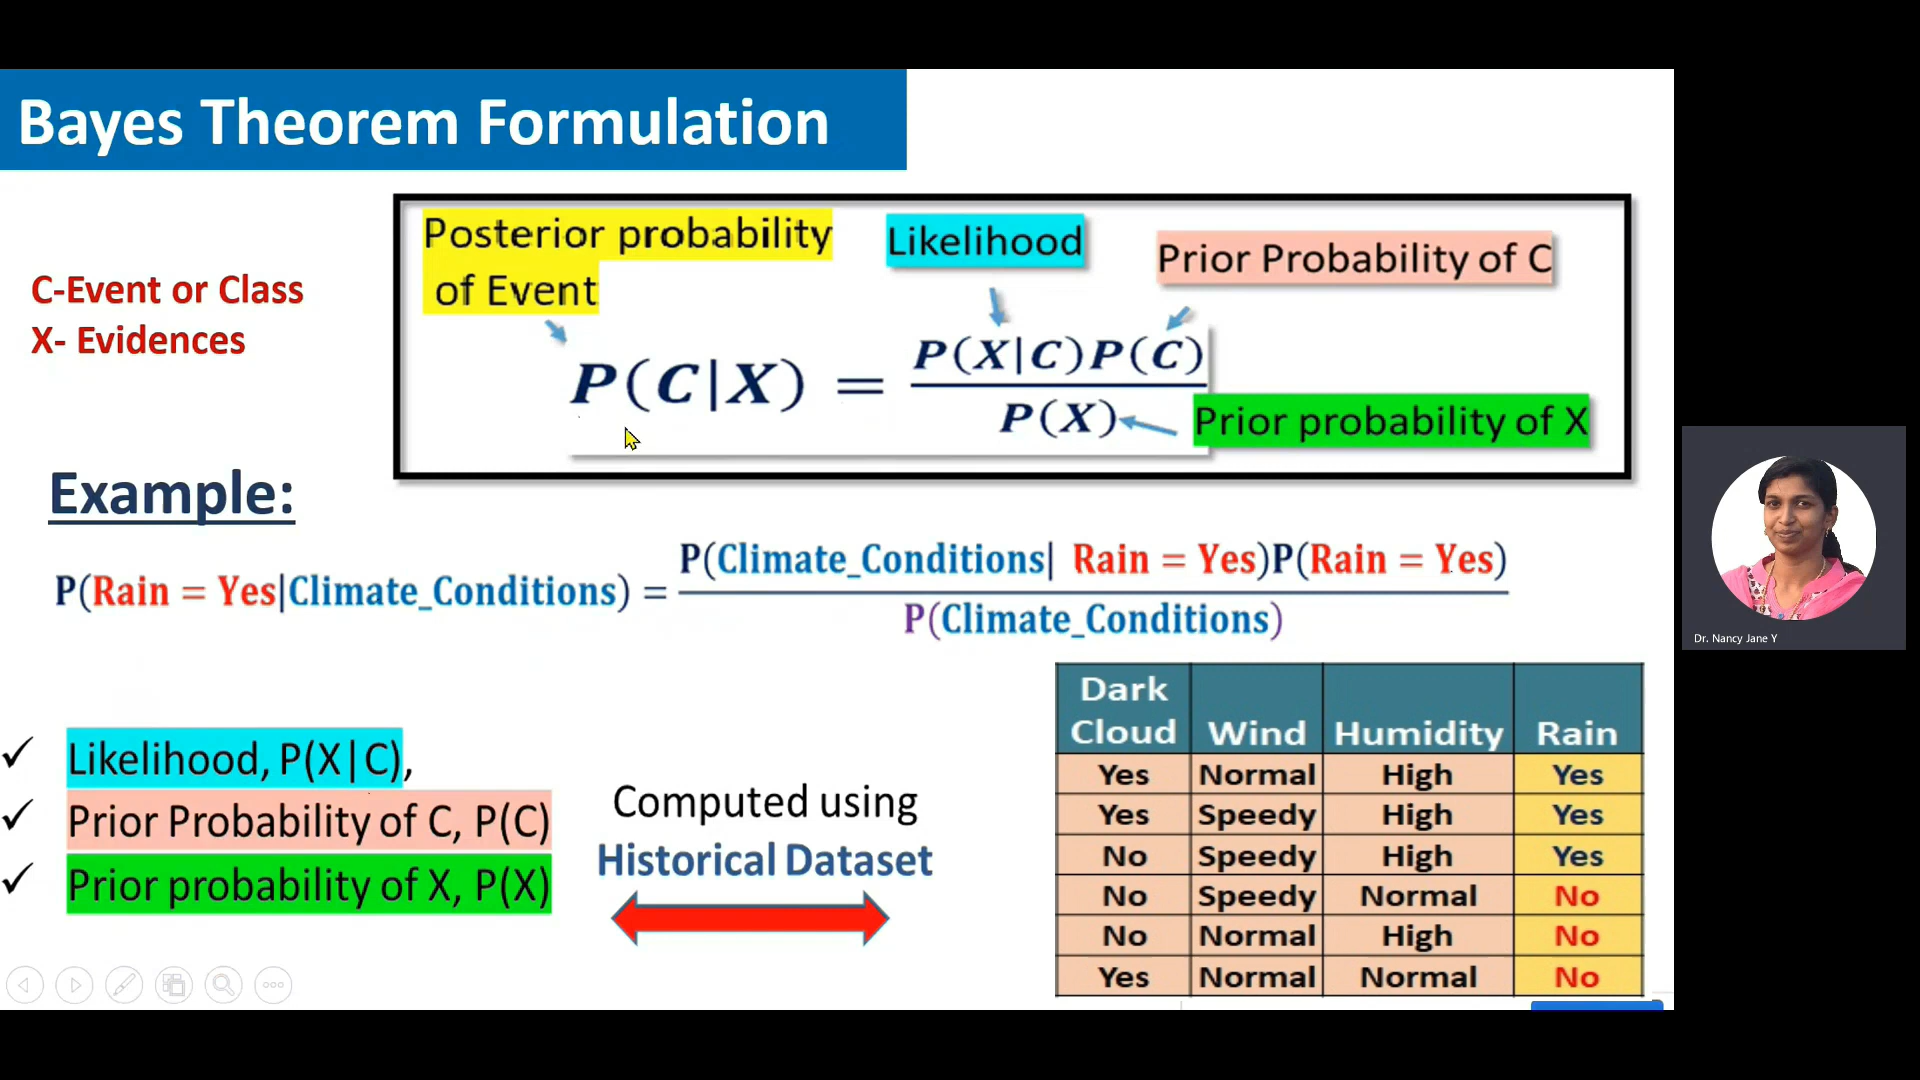 Bayes Theorem Formulation
C-Event or Class
X- Evidences
Posterior probability
of Event
Likelihood
Prior Probability of C
P(C|X) = P(X|C)P(C)
P(X)
Prior probability of X
Example:
P(Rain = Yes|Climate_Conditions) = P(Climate_Conditions| Rain = Yes)P(Rain = Yes)
P(Climate_Conditions)
✓ Likelihood, P(X|C),
✓ Prior Probability of C, P(C)
✓ Prior probability of X, P(X)
Computed using
Historical Dataset
Dark Cloud Wind Humidity Rain
Yes Normal High Yes
Yes Speedy High Yes
No Speedy High Yes
No Speedy Normal No
No Normal High No
Yes Normal Normal No
Dr. Nancy Jane Y